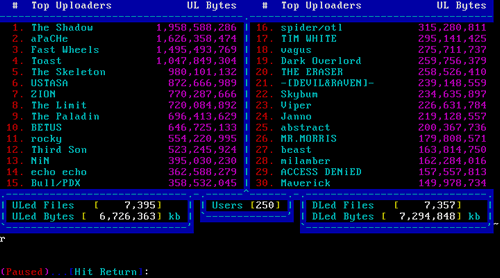 # Top Uploaders UL Bytes # Top Uploaders UL Bytes
1. The Shadow 1,958,588,286 16. spider/otl 315,280,811
2. aPaCHe 1,626,358,474 17. TIM WHITE 295,141,425
3. Fast Wheels 1,495,493,769 18. vagus 275,711,737
4. Toast 1,047,849,304 19. Dark Overlord 259,756,379
5. The Skeleton 980,101,132 20. THE ERASER 258,526,410
6. USTASA 872,666,989 21. -[DEVIL&RAVEN]- 239,148,559
7. ZION 770,287,666 22. Skybum 234,635,897
8. The Limit 720,084,892 23. Viper 226,631,784
9. The Paladin 696,413,629 24. Janno 219,128,557
10. BETUS 646,725,133 25. abstract 200,367,736
11. rocky 554,220,995 26. MR.MORRIS 179,808,571
12. Third Son 523,245,924 27. beast 163,814,750
13. NiN 395,030,230 28. milamber 162,284,016
14. echo echo 362,508,279 29. ACCESS DENiED 157,557,813
15. Bull/PDX 358,532,045 30. Maverick 149,978,734
ULed Files [ 7,395] Users [250] DLed Files [ 7,357]
ULed Bytes [ 6,726,363] kb DLed Bytes [ 7,294,848] kb
~
r
(Paused)...[Hit Return]: